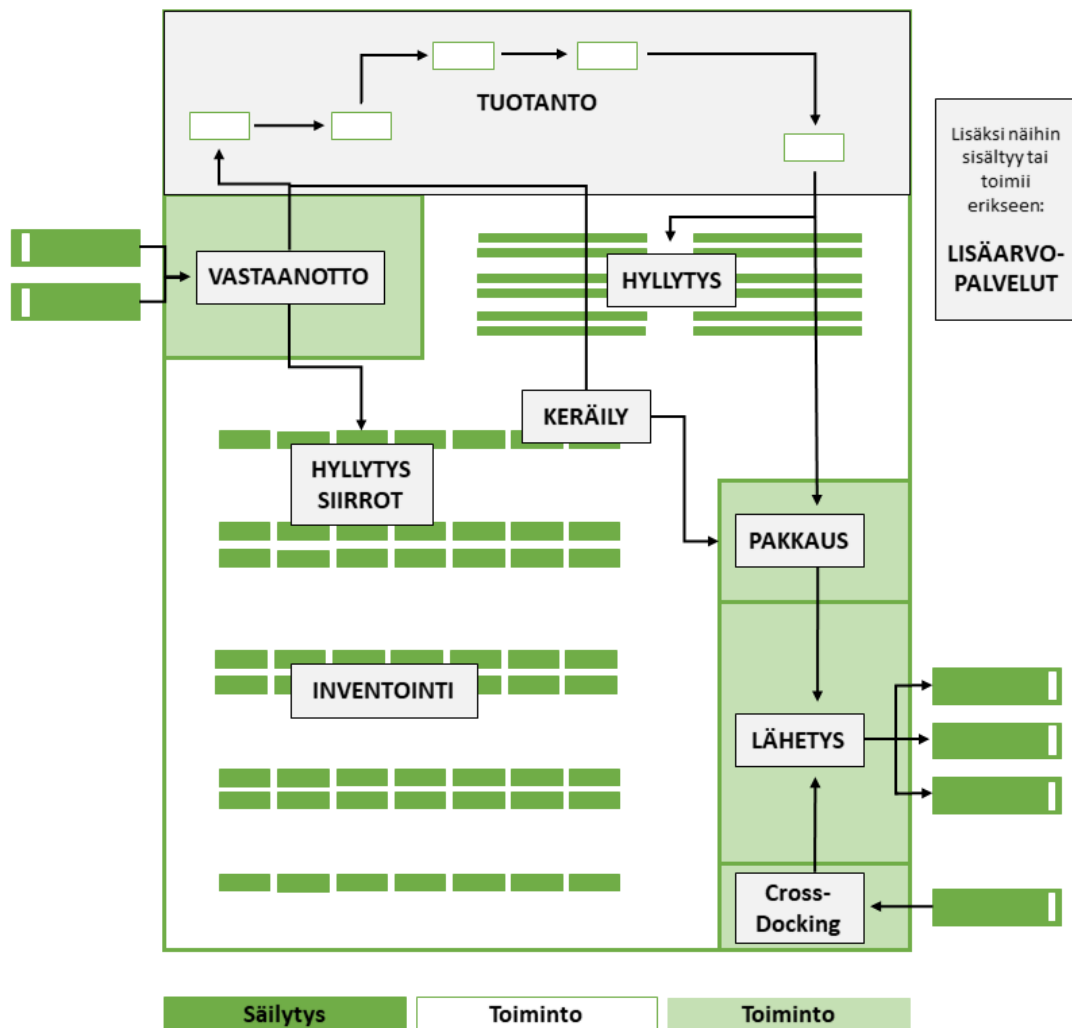 TUOTANTO
Lisäksi näihin
sisältyy tai
toimii
erikseen:
LISÄARVO-
PALVELUT
VASTAANOTTO
HYLLYTYS
KERÄILY
HYLLYTYS
SIIRROT
PAKKAUS
INVENTOINTI
LÄHETYS
Cross-
Docking
Säilytys
Toiminto
Toiminto